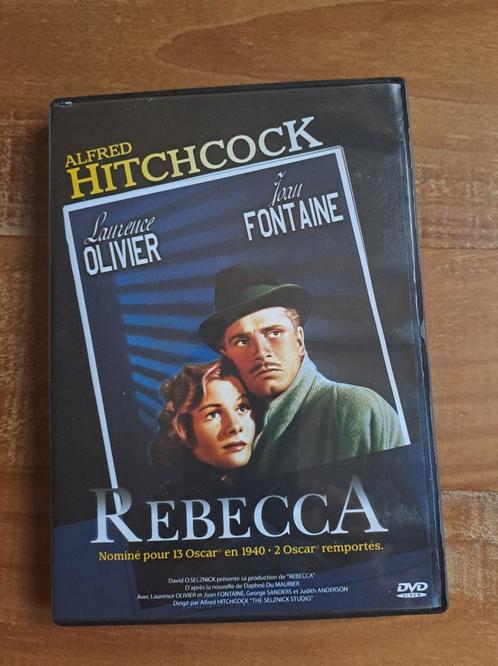 ALFRED
HITCHCOCK
Laurence
OLIVIER
Joan
FONTAINE
REBECCA
Nominé pour 13 Oscar® en 1940 • 2 Oscar® remportés.
David O.SELZNICK présente sa production de "REBECCA"
D'après la nouvelle de Daphné Du MAURIER
Avec Laurence OLIVIER et Joan FONTAINE, George SANDERS et Judith ANDERSON
Dirigé par Alfred HITCHCOCK "THE SELZNICK STUDIO"
DVD
VIDEO